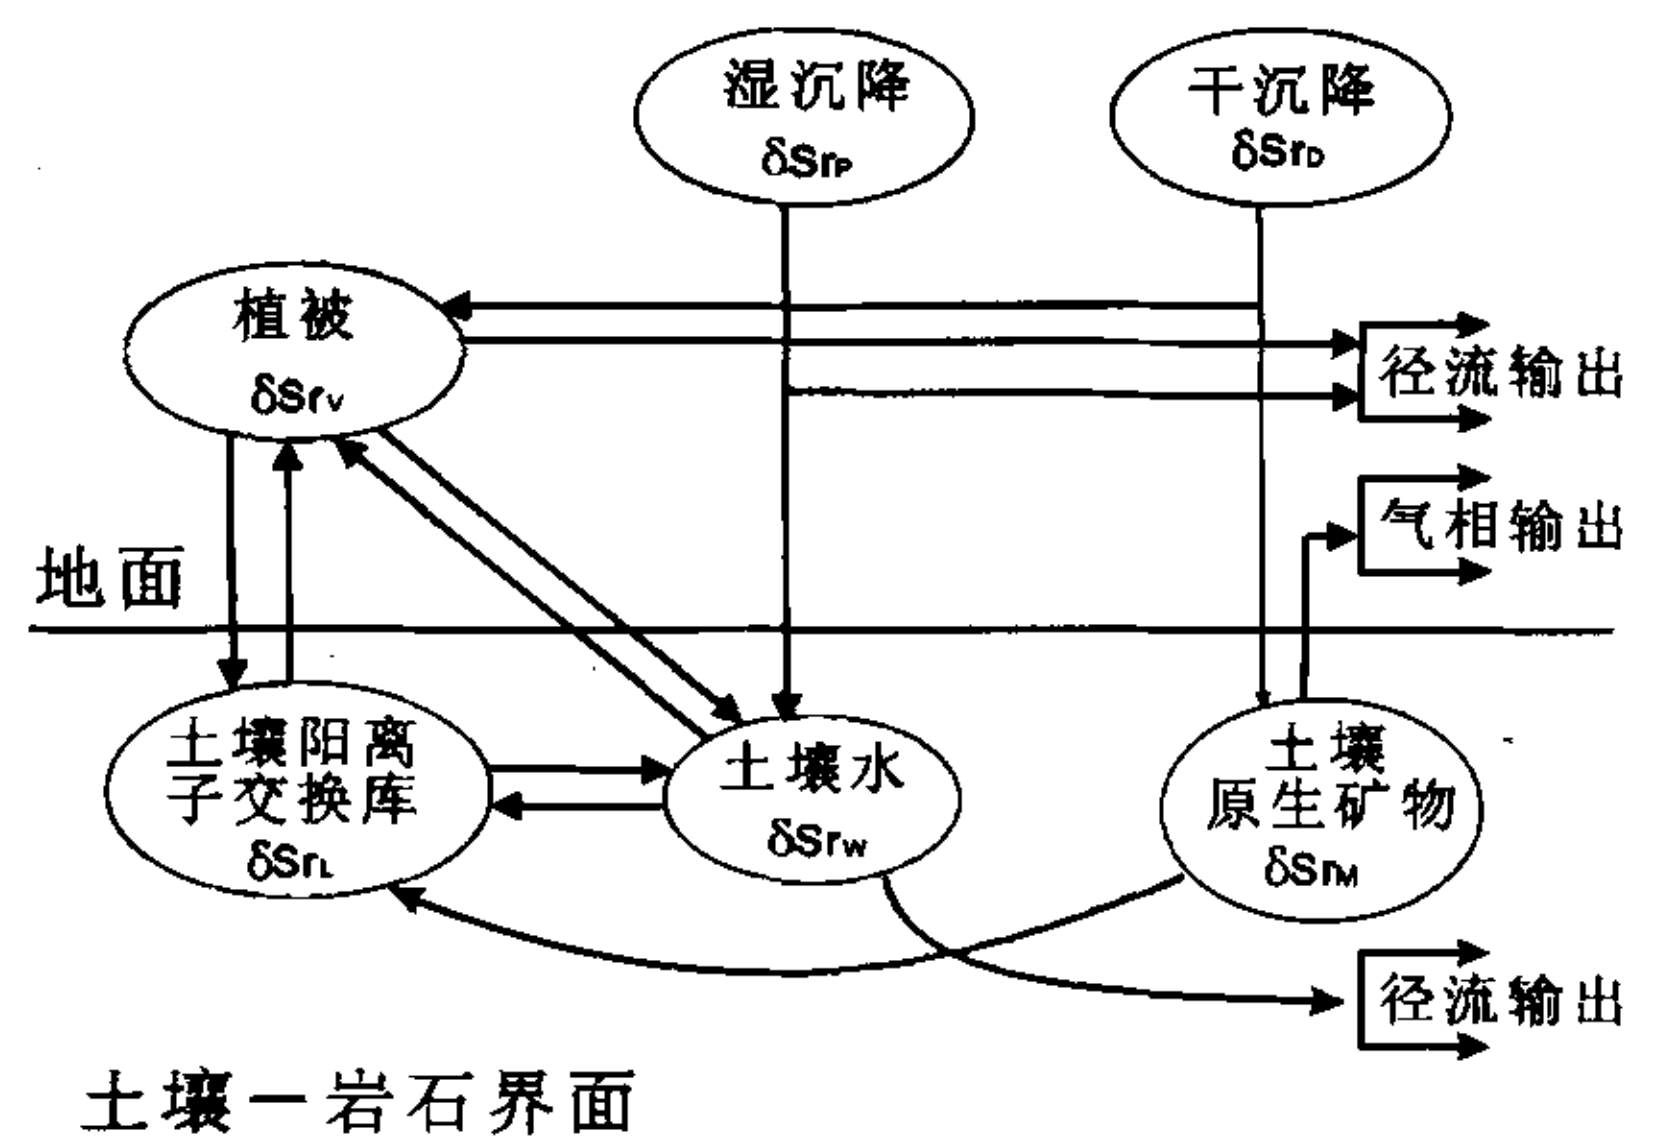 湿沉降
δSrP
干沉降
δSrD
植被
δSrV
径流输出
气相输出
地面
土壤阳离
子交换库
δSrL
土壤水
δSrW
土壤
原生矿物
δSrM
径流输出
土壤－岩石界面